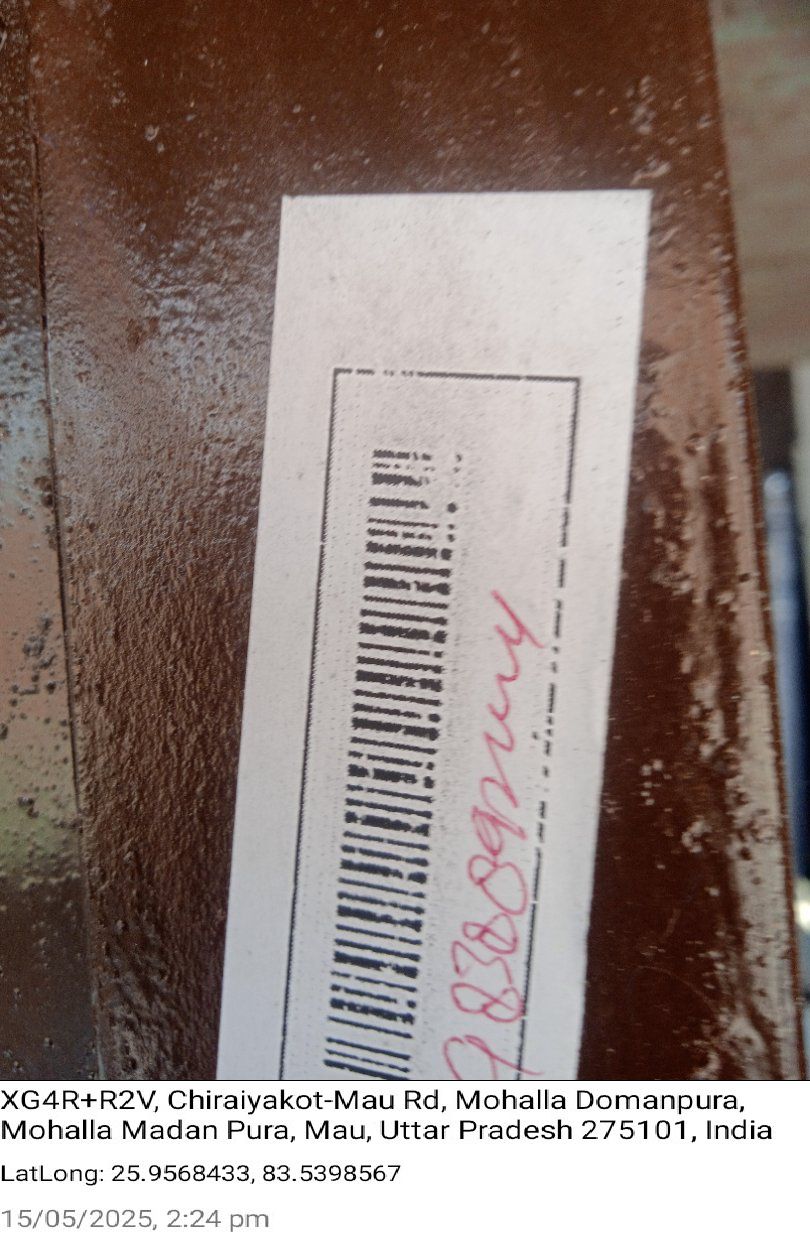 XG4R+R2V, Chiraiyakot-Mau Rd, Mohalla Domanpura,
Mohalla Madan Pura, Mau, Uttar Pradesh 275101, India
LatLong: 25.9568433, 83.5398567
15/05/2025, 2:24 pm